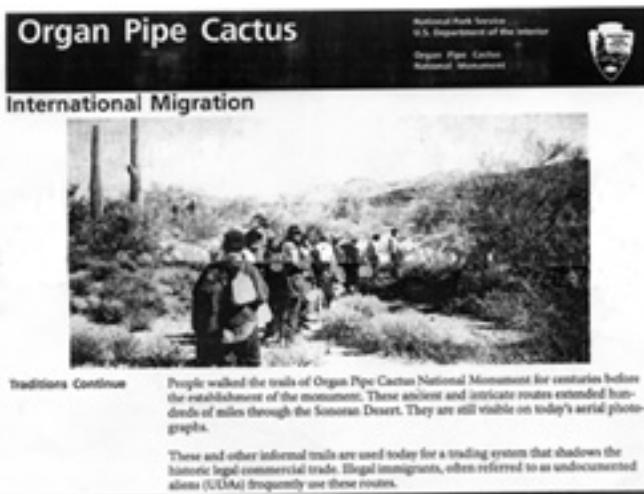 Organ Pipe Cactus
National Park Service
U.S. Department of the Interior
Organ Pipe Cactus
National Monument
International Migration
Traditions Continue
People walked the trails of Organ Pipe Cactus National Monument for centuries before
the establishment of the monument. These ancient and intricate routes extended hun-
dreds of miles through the Sonoran Desert. They are still visible on today's aerial photo-
graphs.
These and other informal trails are used today for a trading system that shadows the
historic legal commercial trade. Illegal immigrants, often referred to as undocumented
aliens (UDAs) frequently use these routes.